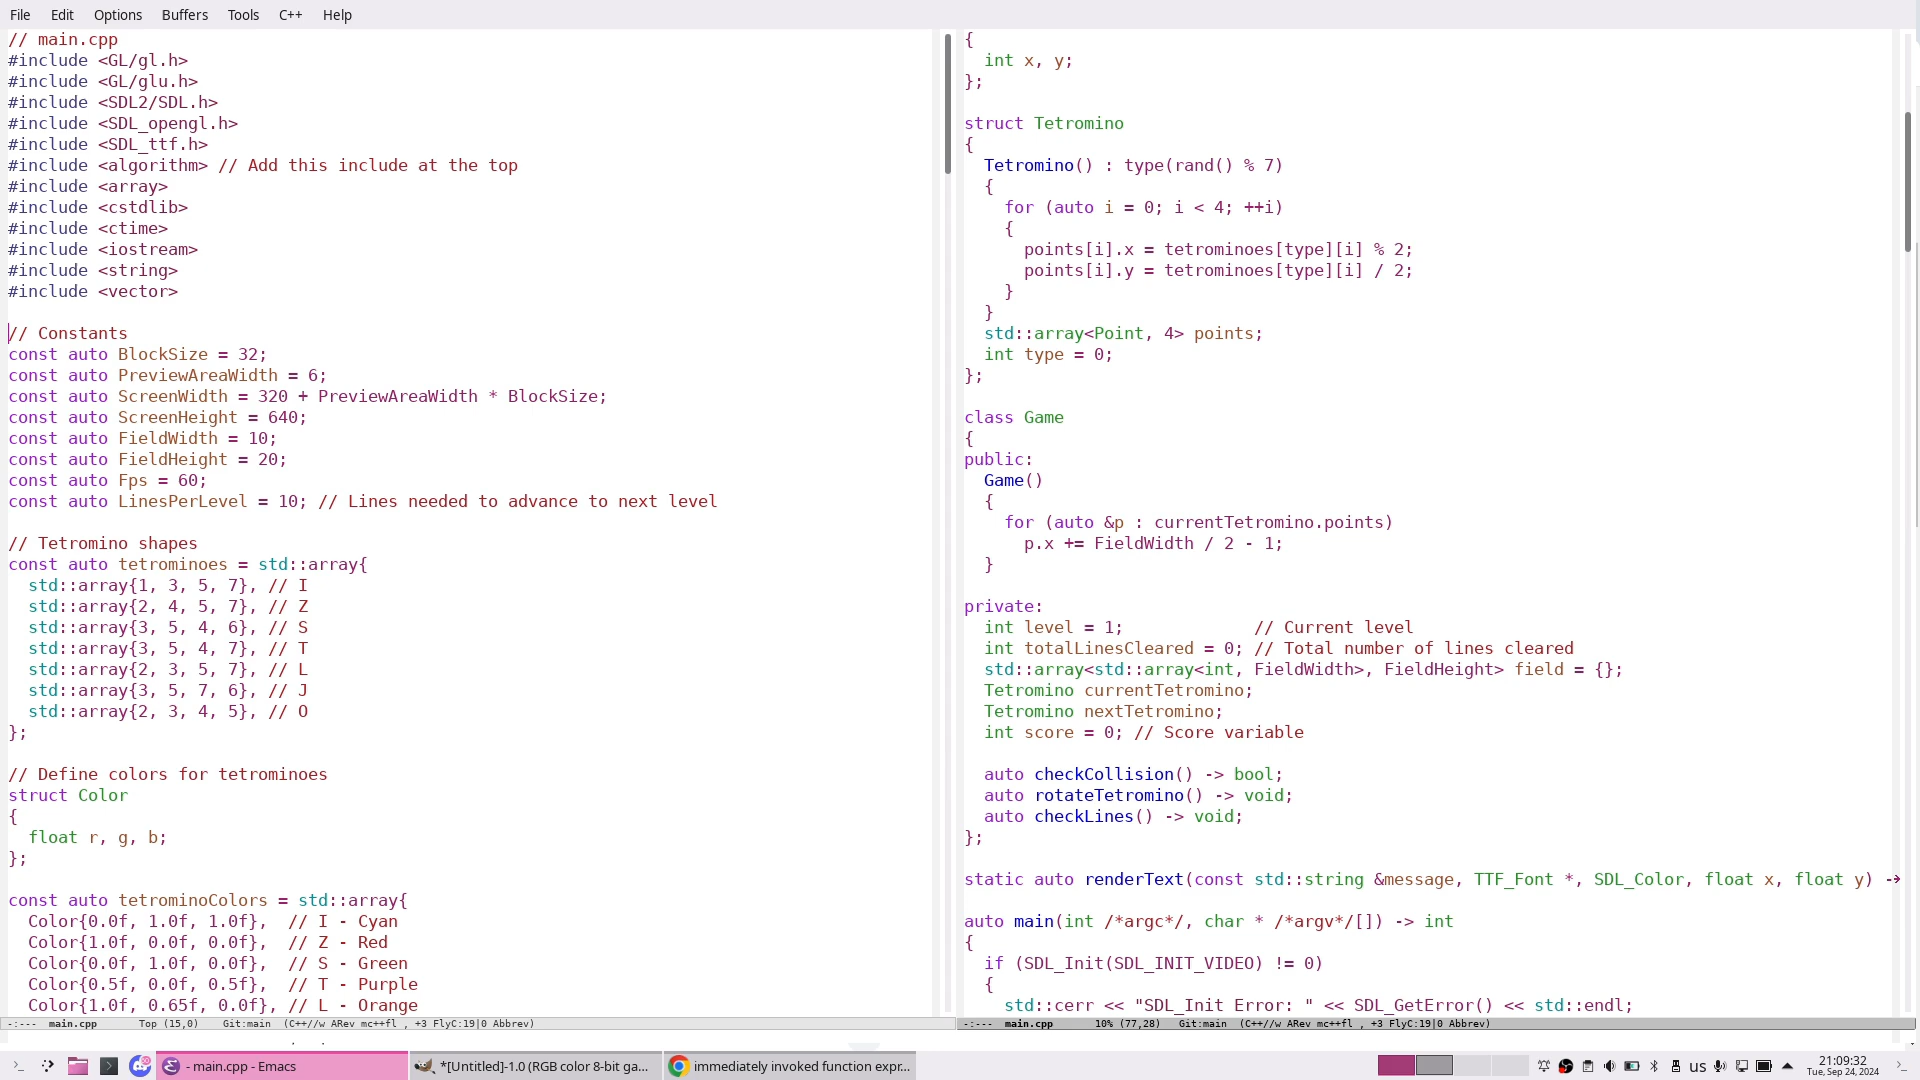 File Edit Options Buffers Tools C++ Help
// main.cpp
#include <GL/gl.h>
#include <GL/glu.h>
#include <SDL2/SDL.h>
#include <SDL_opengl.h>
#include <SDL_ttf.h>
#include <algorithm> // Add this include at the top
#include <array>
#include <cstdlib>
#include <ctime>
#include <iostream>
#include <string>
#include <vector>
// Constants
const auto BlockSize = 32;
const auto PreviewAreaWidth = 6;
const auto ScreenWidth = 320 + PreviewAreaWidth * BlockSize;
const auto ScreenHeight = 640;
const auto FieldWidth = 10;
const auto FieldHeight = 20;
const auto Fps = 60;
const auto LinesPerLevel = 10; // Lines needed to advance to next level
// Tetromino shapes
const auto tetrominoes = std::array{
  std::array{1, 3, 5, 7}, // I
  std::array{2, 4, 5, 7}, // Z
  std::array{3, 5, 4, 6}, // S
  std::array{3, 5, 4, 7}, // T
  std::array{2, 3, 5, 7}, // L
  std::array{3, 5, 7, 6}, // J
  std::array{2, 3, 4, 5}, // O
};
// Define colors for tetrominoes
struct Color
{
  float r, g, b;
};
const auto tetrominoColors = std::array{
  Color{0.0f, 1.0f, 1.0f},  // I - Cyan
  Color{1.0f, 0.0f, 0.0f},  // Z - Red
  Color{0.0f, 1.0f, 0.0f},  // S - Green
  Color{0.5f, 0.0f, 0.5f},  // T - Purple
  Color{1.0f, 0.65f, 0.0f}, // L - Orange
-:--- main.cpp Top (15,0) Git:main (C++//w ARev mc++fl , +3 FlyC:19|0 Abbrev)
{
  int x, y;
};
struct Tetromino
{
  Tetromino() : type(rand() % 7)
  {
    for (auto i = 0; i < 4; ++i)
    {
      points[i].x = tetrominoes[type][i] % 2;
      points[i].y = tetrominoes[type][i] / 2;
    }
  }
  std::array<Point, 4> points;
  int type = 0;
};
class Game
{
public:
  Game()
  {
    for (auto &p : currentTetromino.points)
      p.x += FieldWidth / 2 - 1;
  }
private:
  int level = 1;             // Current level
  int totalLinesCleared = 0; // Total number of lines cleared
  std::array<std::array<int, FieldWidth>, FieldHeight> field = {};
  Tetromino currentTetromino;
  Tetromino nextTetromino;
  int score = 0; // Score variable
  auto checkCollision() -> bool;
  auto rotateTetromino() -> void;
  auto checkLines() -> void;
};
static auto renderText(const std::string &message, TTF_Font *, SDL_Color, float x, float y) -
auto main(int /*argc*/, char * /*argv*/[]) -> int
{
  if (SDL_Init(SDL_INIT_VIDEO) != 0)
  {
    std::cerr << "SDL_Init Error: " << SDL_GetError() << std::endl;
-:--- main.cpp 10% (77,28) Git:main (C++//w ARev mc++fl , +3 FlyC:19|0 Abbrev)
- main.cpp - Emacs
*[Untitled]-1.0 (RGB color 8-bit ga...
immediately invoked function expr...
us
21:09:32
Tue, Sep 24, 2024